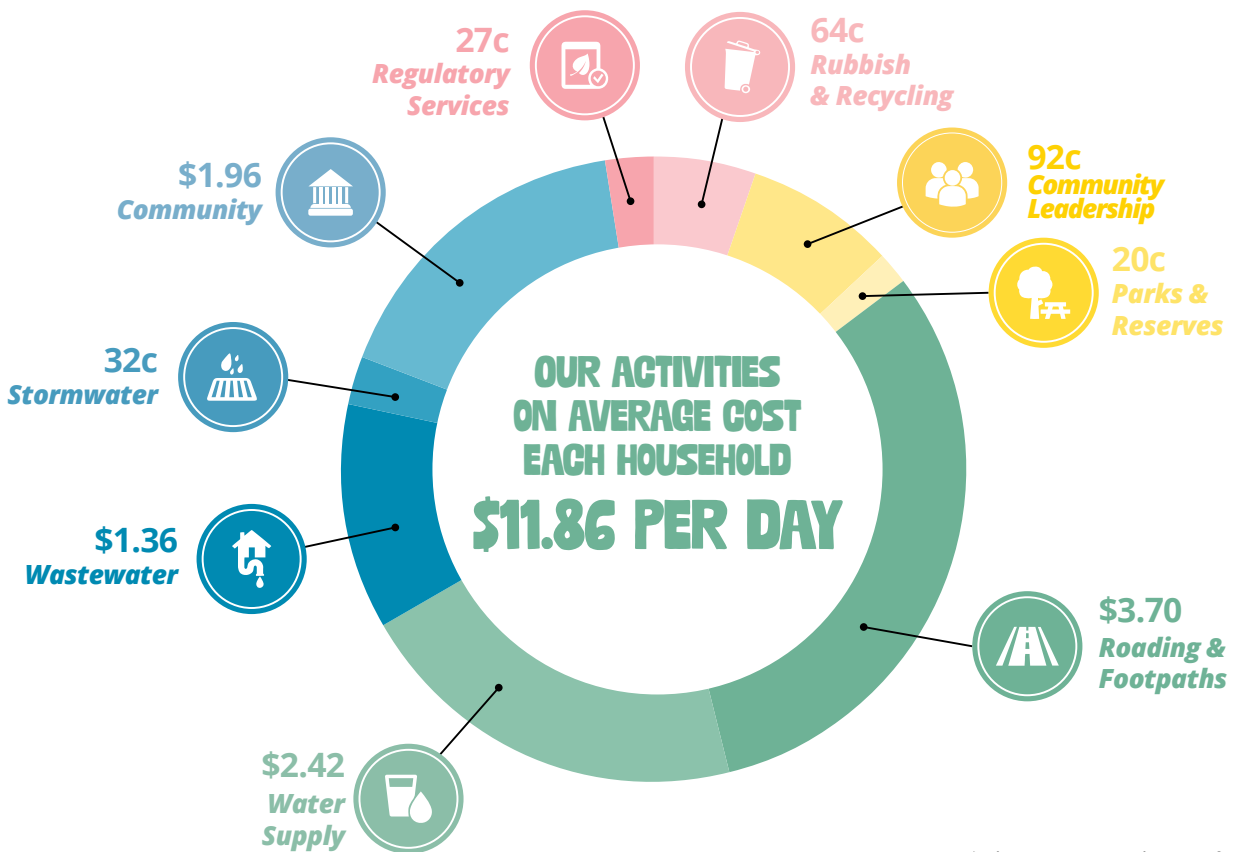 27c
Regulatory
Services
64c
Rubbish
& Recycling
92c
Community
Leadership
20c
Parks &
Reserves
$1.96
Community
32c
Stormwater
$1.36
Wastewater
OUR ACTIVITIES
ON AVERAGE COST
EACH HOUSEHOLD
$11.86 PER DAY
$3.70
Roading &
Footpaths
$2.42
Water
Supply